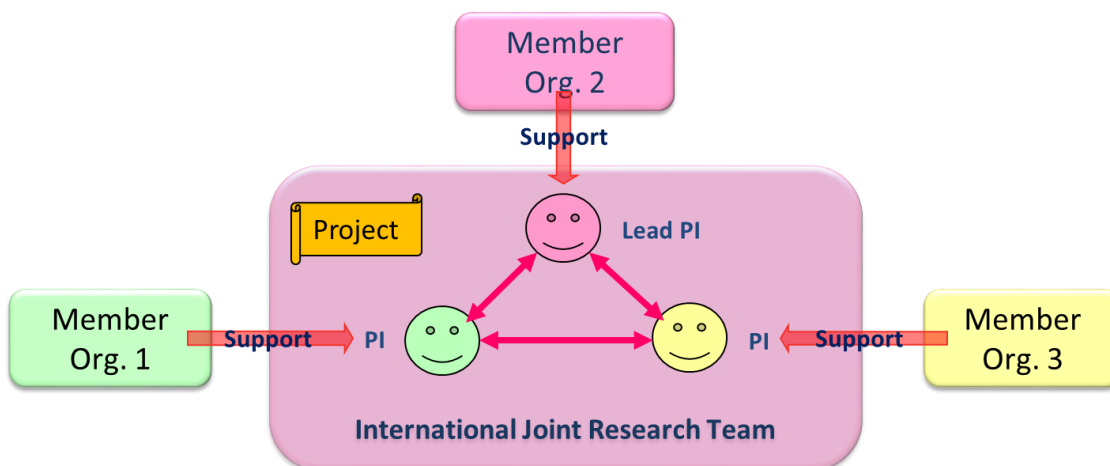 Member
Org. 2
Support
Project
Lead PI
Member
Org. 1
Support
PI
PI
Support
Member
Org. 3
International Joint Research Team